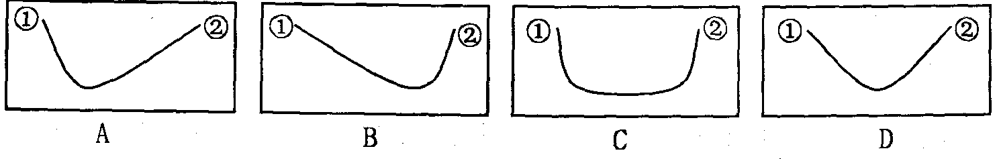 ① ② ① ② ① ② ① ②
A B C D